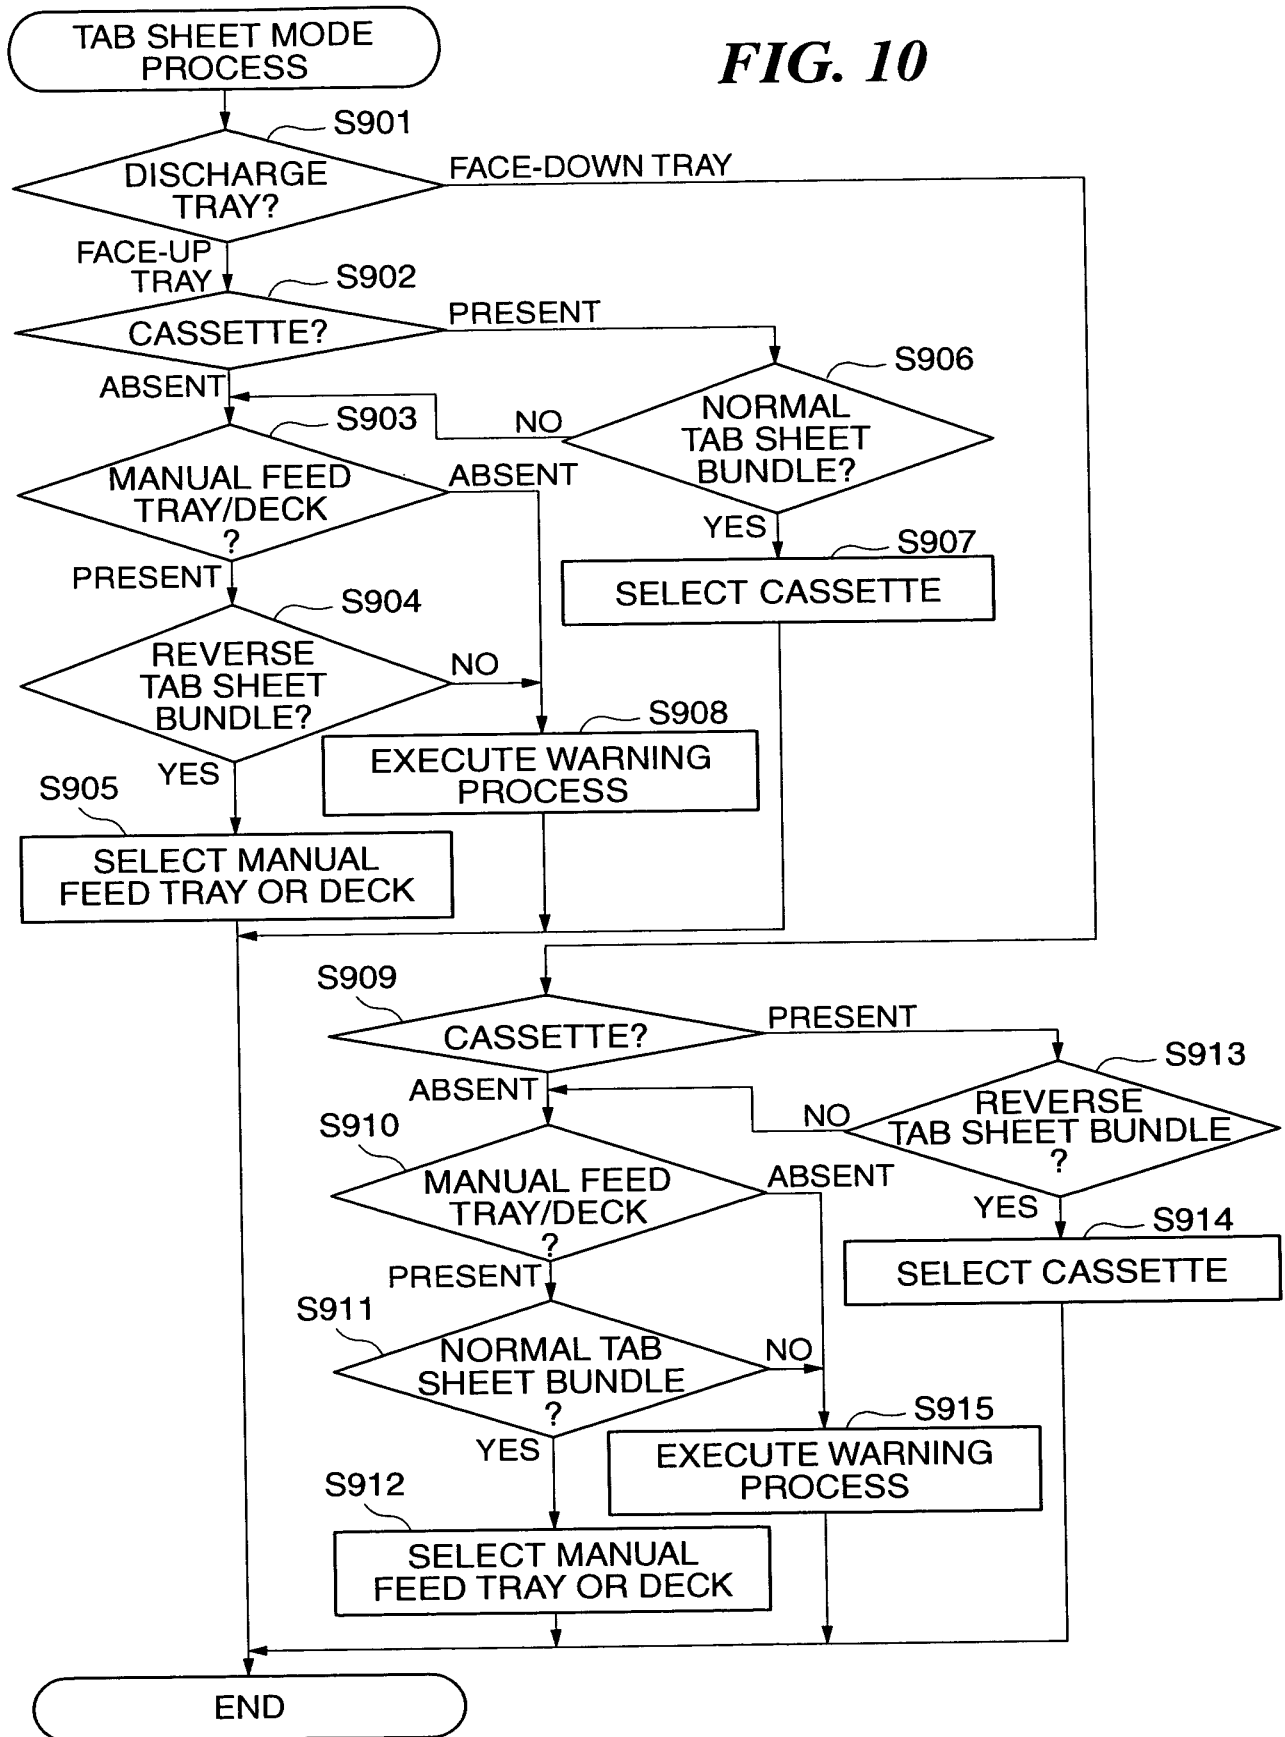 TAB SHEET MODE
PROCESS
FIG. 10
S901
DISCHARGE
TRAY?
FACE-DOWN TRAY
FACE-UP
TRAY
S902
CASSETTE?
PRESENT
ABSENT
S906
NORMAL
TAB SHEET
BUNDLE?
NO
YES
S903
MANUAL FEED
TRAY/DECK
?
ABSENT
PRESENT
S907
SELECT CASSETTE
S904
REVERSE
TAB SHEET
BUNDLE?
NO
YES
S908
EXECUTE WARNING
PROCESS
S905
SELECT MANUAL
FEED TRAY OR DECK
S909
CASSETTE?
PRESENT
ABSENT
S913
REVERSE
TAB SHEET BUNDLE
?
NO
YES
S910
MANUAL FEED
TRAY/DECK
?
ABSENT
PRESENT
S914
SELECT CASSETTE
S911
NORMAL TAB
SHEET BUNDLE
?
NO
YES
S915
EXECUTE WARNING
PROCESS
S912
SELECT MANUAL
FEED TRAY OR DECK
END